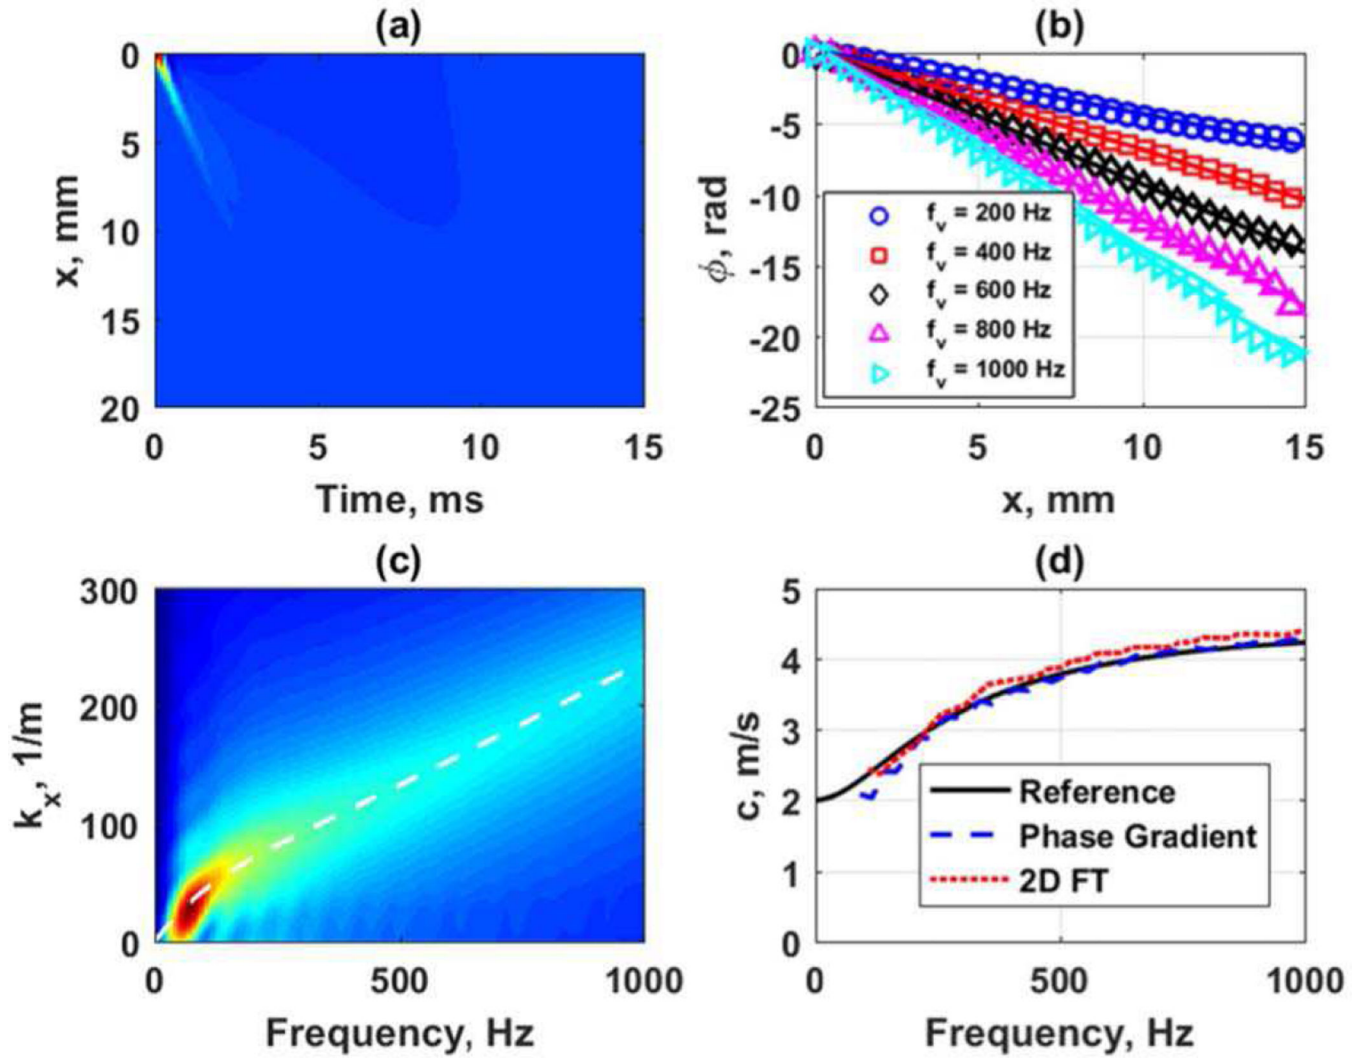 (a)
0
5
10
15
20
x, mm
0 5 10 15
Time, ms
(b)
0
-5
-10
-15
-20
-25
ϕ, rad
f_v = 200 Hz
f_v = 400 Hz
f_v = 600 Hz
f_v = 800 Hz
f_v = 1000 Hz
0 5 10 15
x, mm
(c)
300
200
100
0
k_x, 1/m
0 500 1000
Frequency, Hz
(d)
5
4
3
2
1
0
c, m/s
Reference
Phase Gradient
2D FT
0 500 1000
Frequency, Hz